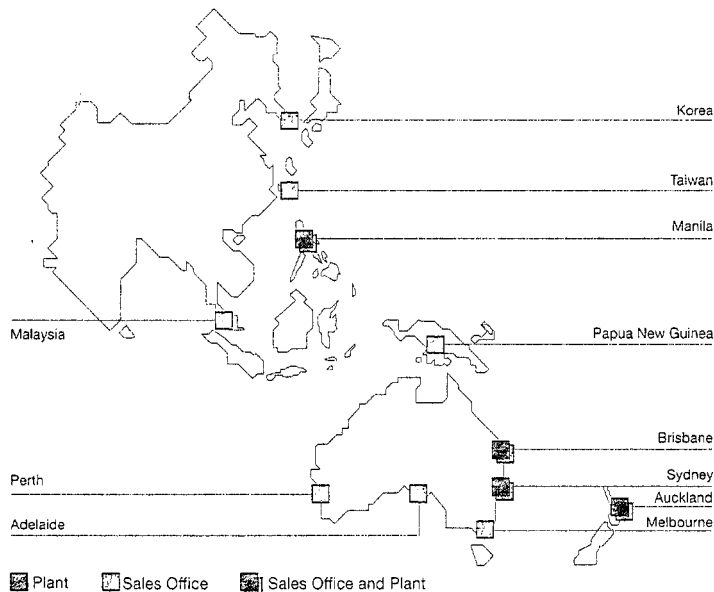 Korea
Taiwan
Manila
Malaysia
Papua New Guinea
Brisbane
Perth
Sydney
Auckland
Adelaide
Melbourne
Plant Sales Office Sales Office and Plant